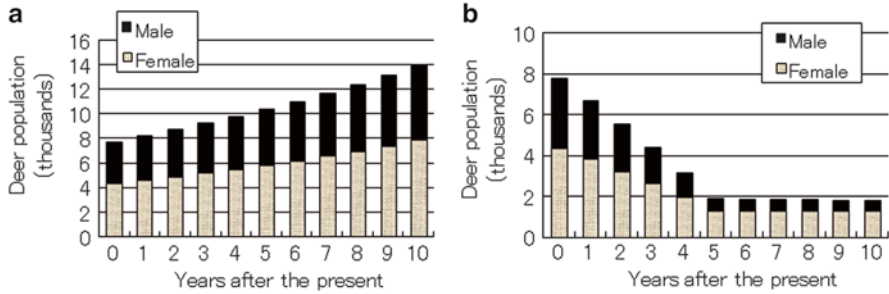 a
Male
Female
Deer population
(thousands)
16
14
12
10
8
6
4
2
0
0 1 2 3 4 5 6 7 8 9 10
Years after the present
b
Male
Female
Deer population
(thousands)
10
8
6
4
2
0
0 1 2 3 4 5 6 7 8 9 10
Years after the present